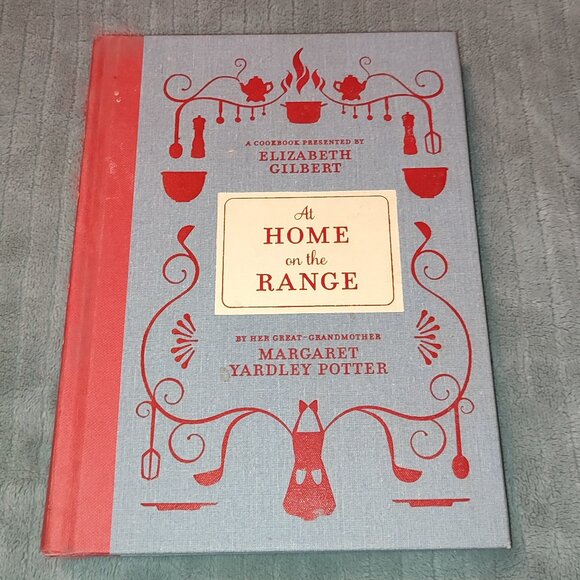 A COOKBOOK PRESENTED BY
ELIZABETH
GILBERT
At
HOME
on the
RANGE
BY HER GREAT-GRANDMOTHER
MARGARET
YARDLEY POTTER